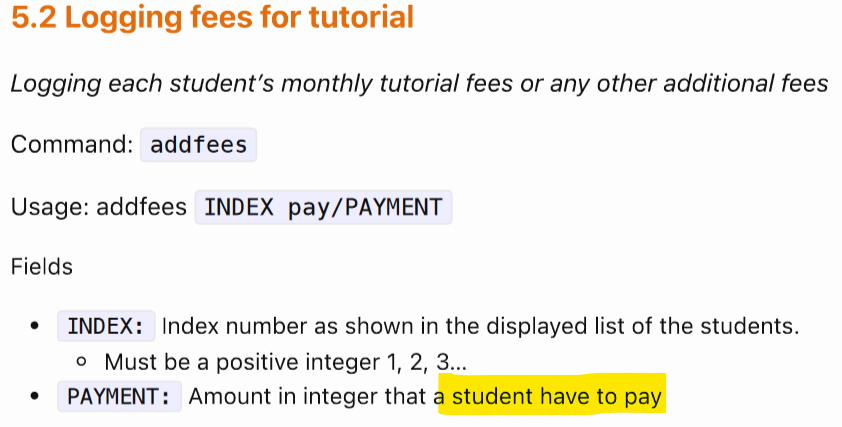 5.2 Logging fees for tutorial
Logging each student's monthly tutorial fees or any other additional fees
Command: addfees
Usage: addfees INDEX pay/PAYMENT
Fields
• INDEX: Index number as shown in the displayed list of the students.
◦ Must be a positive integer 1, 2, 3...
• PAYMENT: Amount in integer that a student have to pay